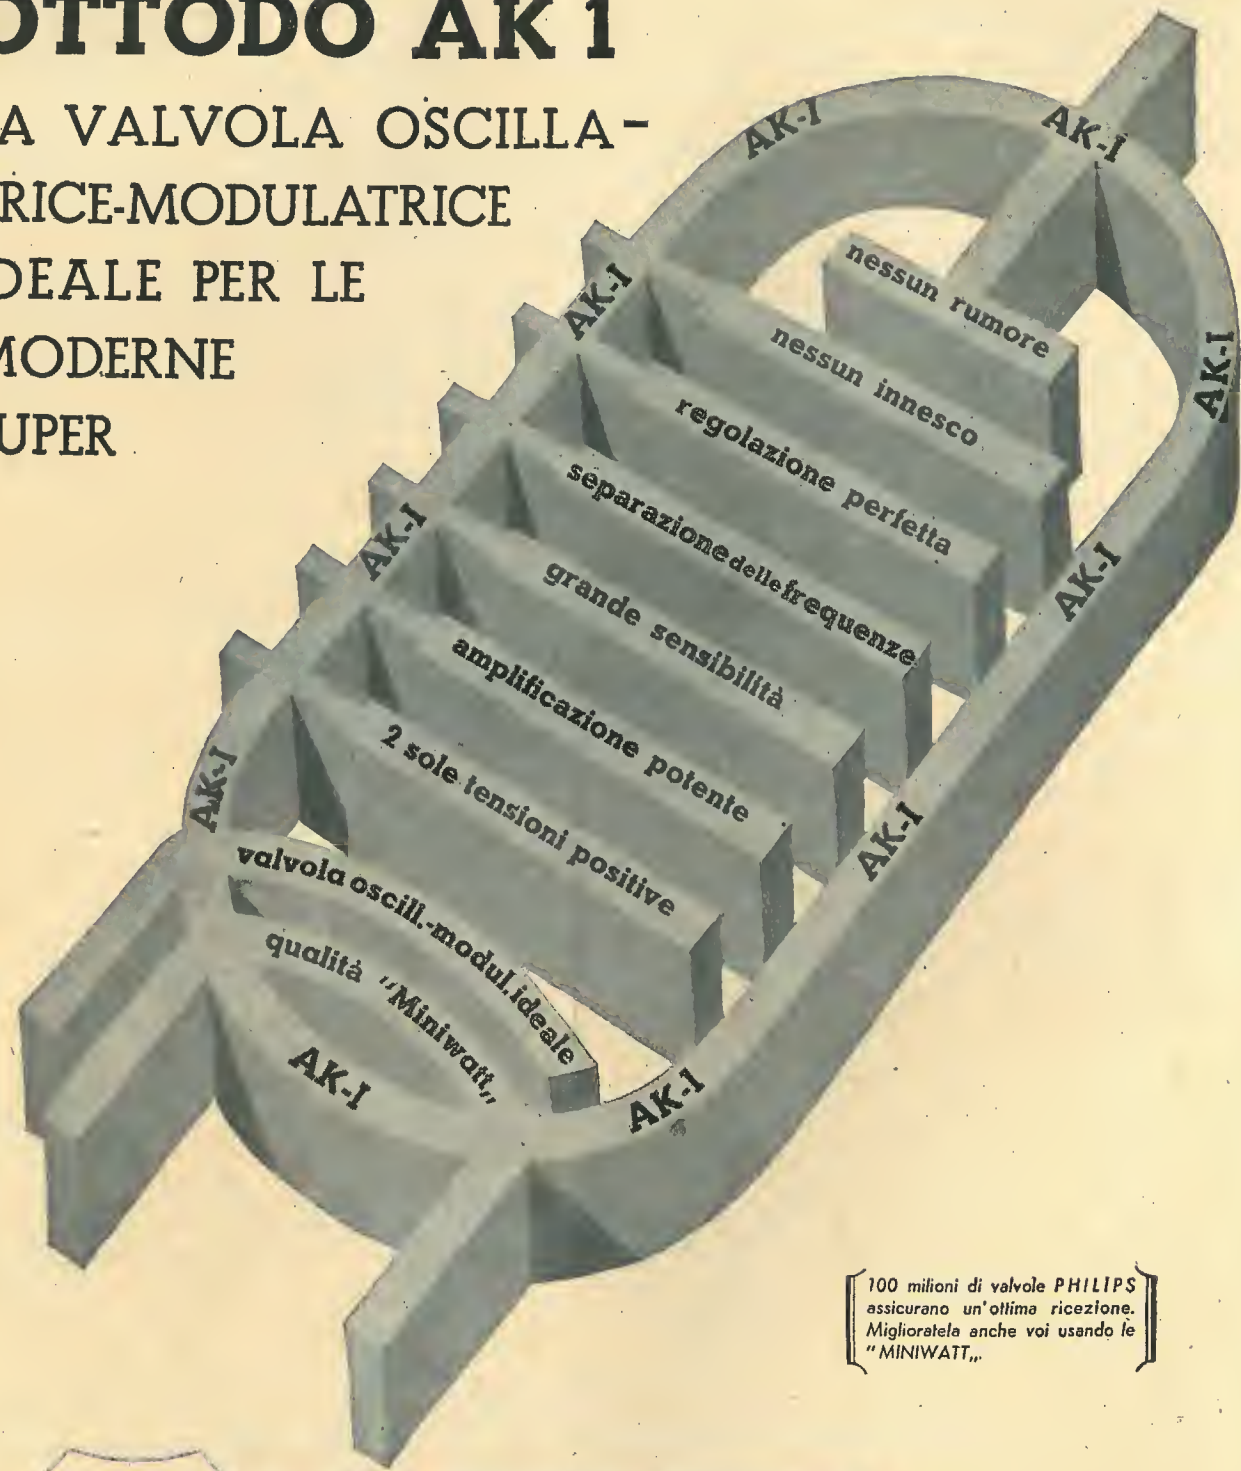 OTTODO AK 1
A VALVOLA OSCILLA-
RICE-MODULATRICE
DEALE PER LE
MODERNE
UPER
AK-I
AK-I
AK-I
AK-I
AK-I
AK-I
AK-I
AK-I
AK-I
AK-I
nessun rumore
nessun innesco
regolazione perfetta
separazione delle frequenze
grande sensibilità
amplificazione potente
2 sole tensioni positive
valvola oscill.-modul. ideale
qualità "Miniwatt„
100 milioni di valvole PHILIPS
assicurano un'ottima ricezione.
Miglioratela anche voi usando le
"MINIWATT„.